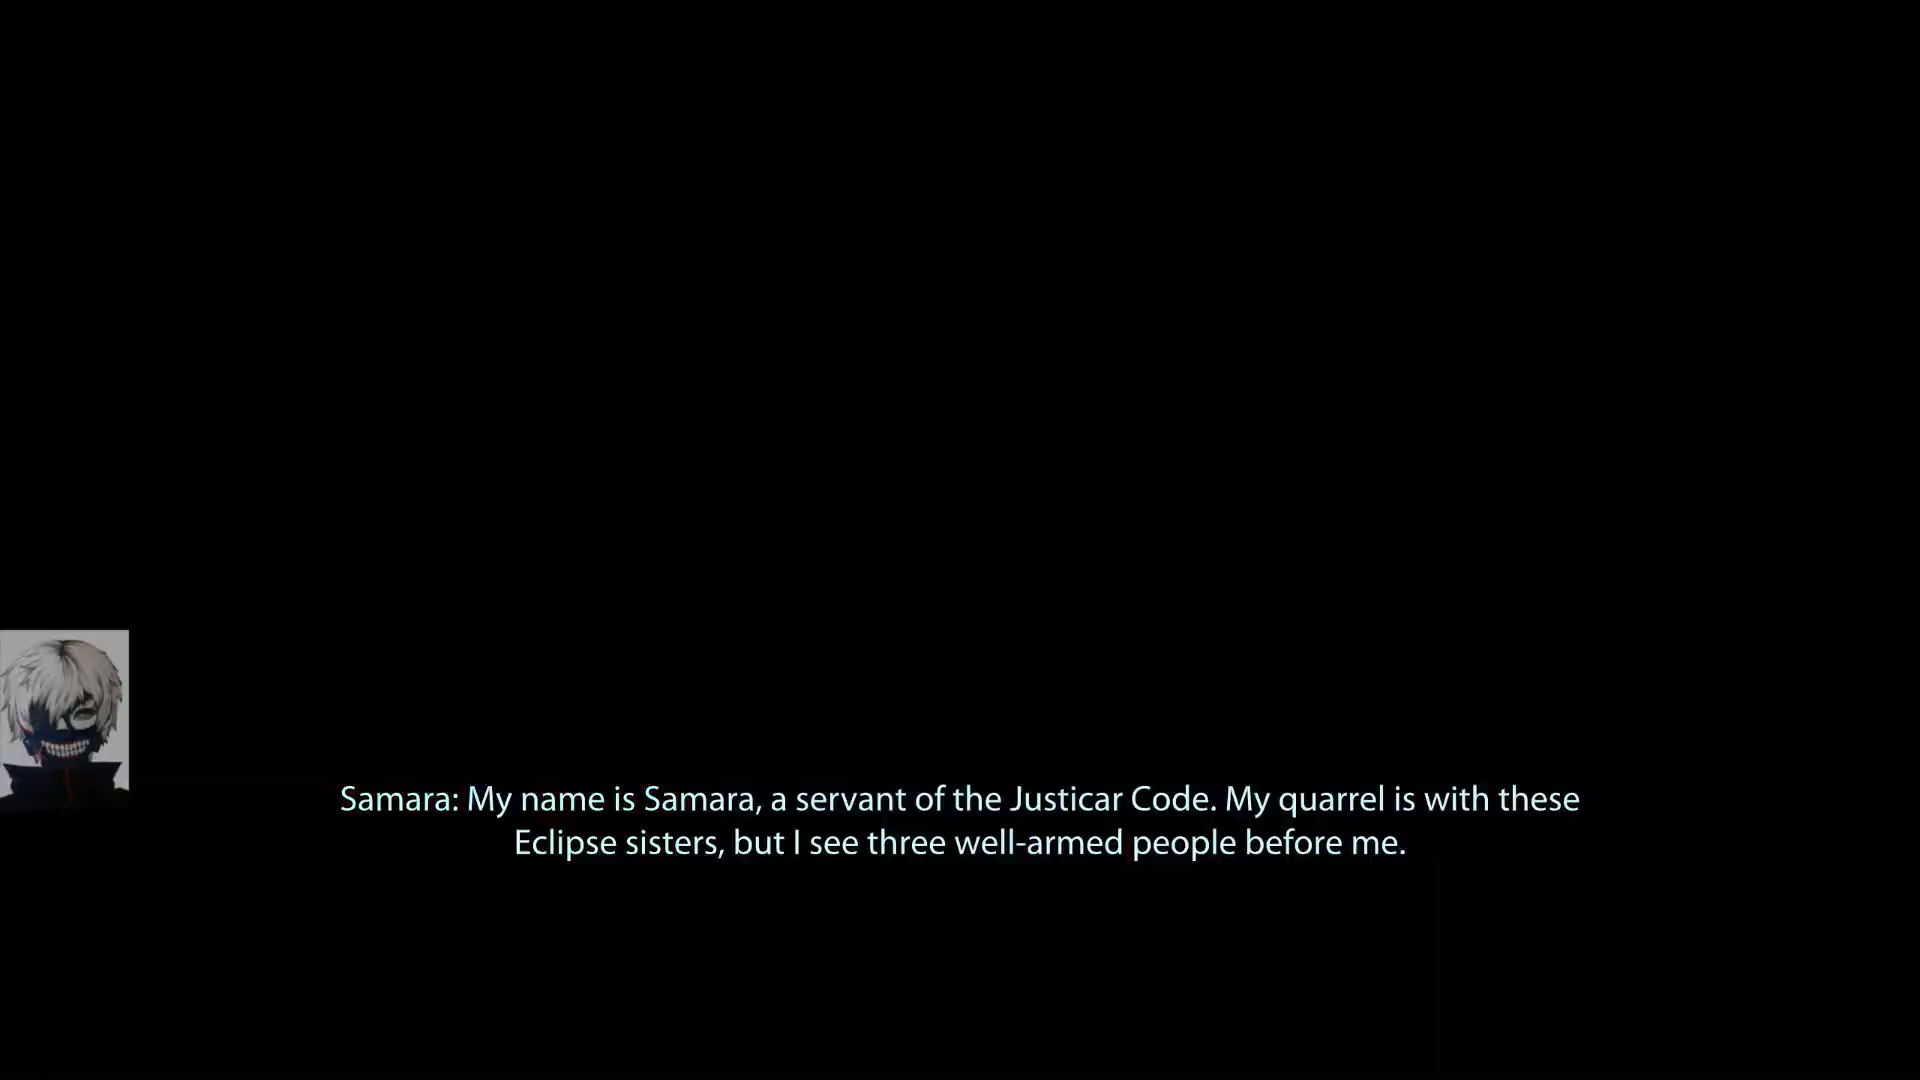 Samara: My name is Samara, a servant of the Justicar Code. My quarrel is with these
Eclipse sisters, but I see three well-armed people before me.